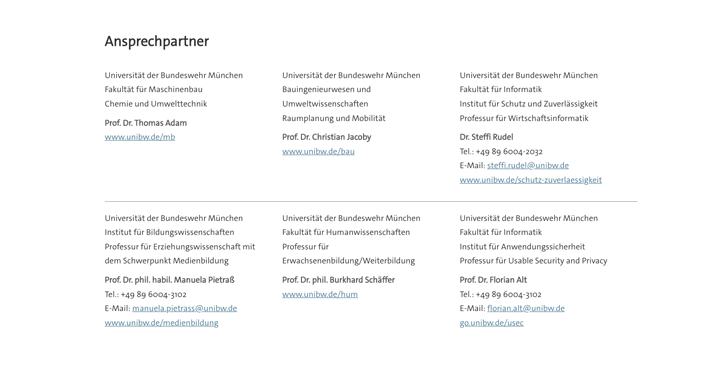 Ansprechpartner
Universität der Bundeswehr München
Fakultät für Maschinenbau
Chemie und Umwelttechnik
Prof. Dr. Thomas Adam
www.unibw.de/mb
Universität der Bundeswehr München
Bauingenieurwesen und
Umweltwissenschaften
Raumplanung und Mobilität
Prof. Dr. Christian Jacoby
www.unibw.de/bau
Universität der Bundeswehr München
Fakultät für Informatik
Institut für Schutz und Zuverlässigkeit
Professur für Wirtschaftsinformatik
Dr. Steffi Rudel
Tel.: +49 89 6004-2032
E-Mail: steffi.rudel@unibw.de
www.unibw.de/schutz-zuverlaessigkeit
Universität der Bundeswehr München
Institut für Bildungswissenschaften
Professur für Erziehungswissenschaft mit
dem Schwerpunkt Medienbildung
Prof. Dr. phil. habil. Manuela Pietraß
Tel.: +49 89 6004-3102
E-Mail: manuela.pietrass@unibw.de
www.unibw.de/medienbildung
Universität der Bundeswehr München
Fakultät für Humanwissenschaften
Professur für
Erwachsenenbildung/Weiterbildung
Prof. Dr. phil. Burkhard Schäffer
www.unibw.de/hum
Universität der Bundeswehr München
Fakultät für Informatik
Institut für Anwendungssicherheit
Professur für Usable Security and Privacy
Prof. Dr. Florian Alt
Tel.: +49 89 6004-3102
E-Mail: florian.alt@unibw.de
go.unibw.de/usec